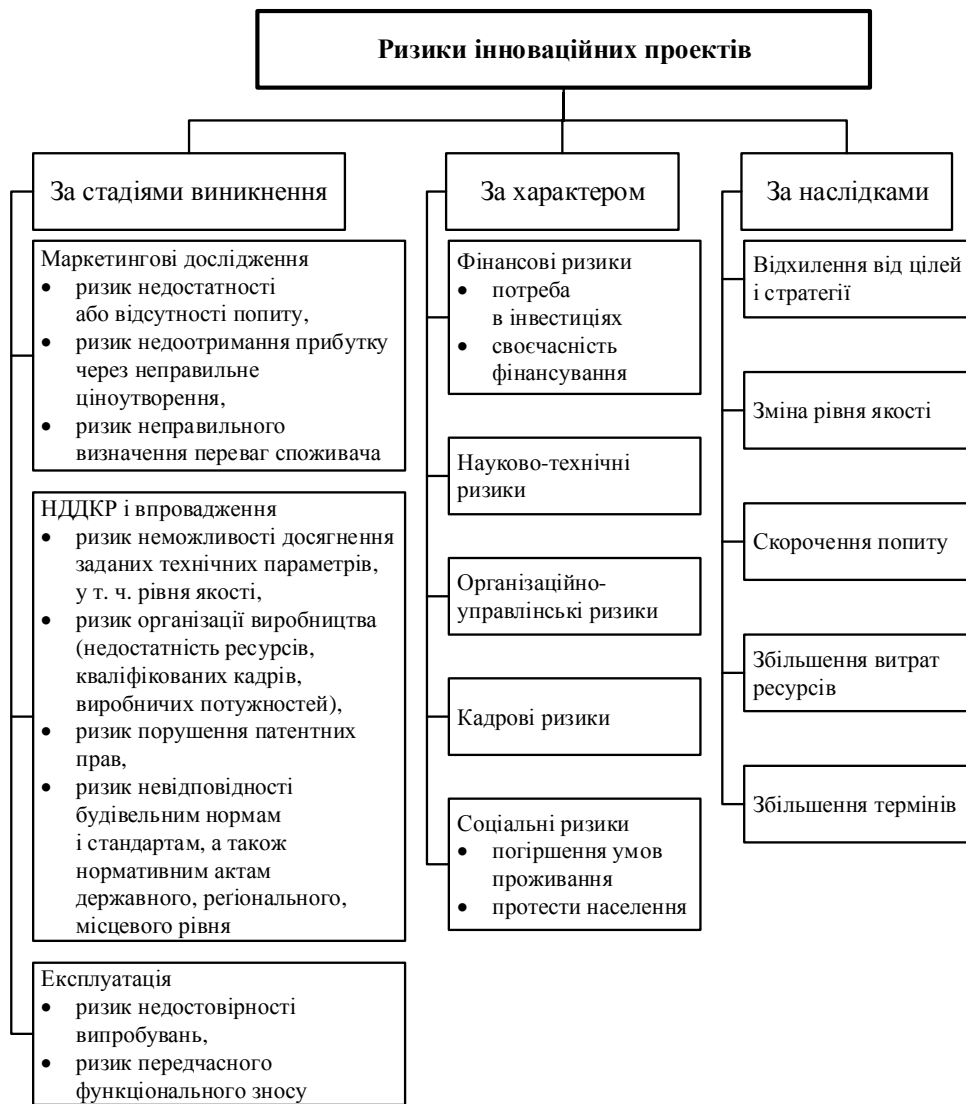 Ризики інноваційних проектів
За стадіями виникнення
Маркетингові дослідження
• ризик недостатності
або відсутності попиту,
• ризик недоотримання прибутку
через неправильне
ціноутворення,
• ризик неправильного
визначення переваг споживача
НДДКР і впровадження
• ризик неможливості досягнення
заданих технічних параметрів,
у т. ч. рівня якості,
• ризик організації виробництва
(недостатність ресурсів,
кваліфікованих кадрів,
виробничих потужностей),
• ризик порушення патентних
прав,
• ризик невідповідності
будівельним нормам
і стандартам, а також
нормативним актам
державного, реґіонального,
місцевого рівня
Експлуатація
• ризик недостовірності
випробувань,
• ризик передчасного
функціонального зносу
За характером
Фінансові ризики
• потреба
в інвестиціях
• своєчасність
фінансування
Науково-технічні
ризики
Організаційно-
управлінські ризики
Кадрові ризики
Соціальні ризики
• погіршення умов
проживання
• протести населення
За наслідками
Відхилення від цілей
і стратегії
Зміна рівня якості
Скорочення попиту
Збільшення витрат
ресурсів
Збільшення термінів